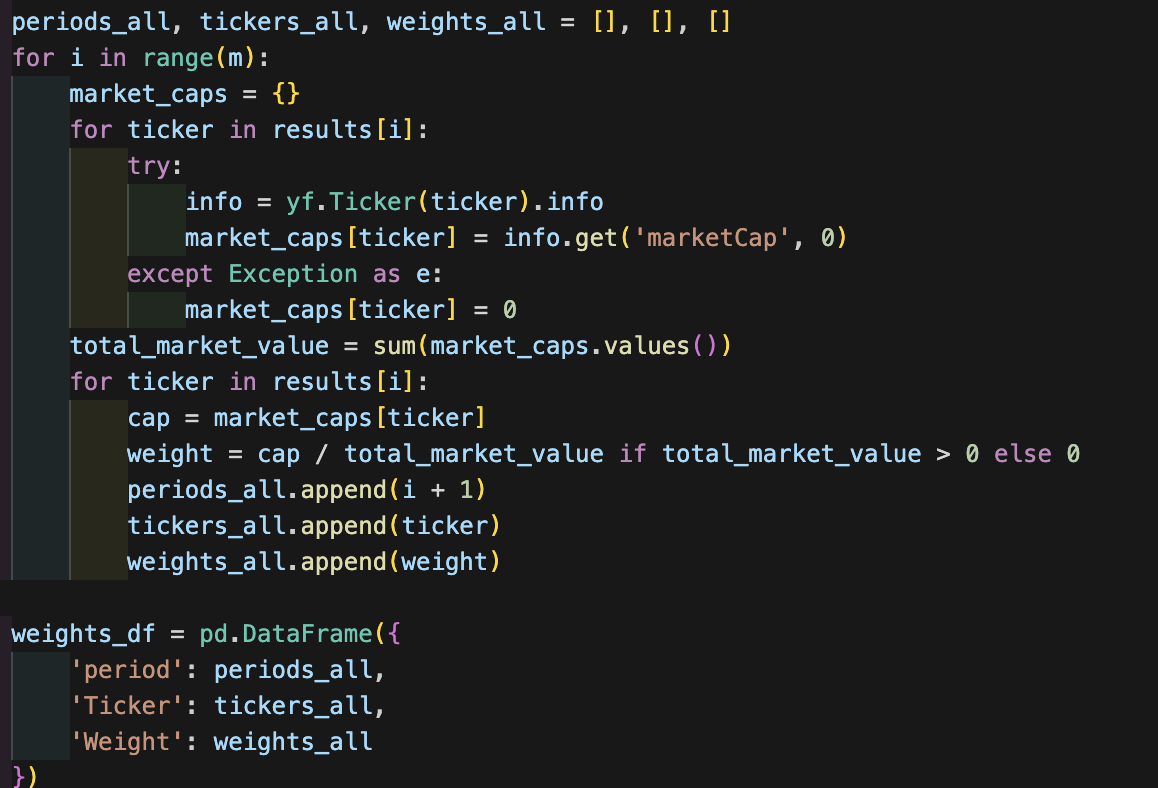 periods_all, tickers_all, weights_all = [], [], []
for i in range(m):
    market_caps = {}
    for ticker in results[i]:
        try:
            info = yf.Ticker(ticker).info
            market_caps[ticker] = info.get('marketCap', 0)
        except Exception as e:
            market_caps[ticker] = 0
    total_market_value = sum(market_caps.values())
    for ticker in results[i]:
        cap = market_caps[ticker]
        weight = cap / total_market_value if total_market_value > 0 else 0
        periods_all.append(i + 1)
        tickers_all.append(ticker)
        weights_all.append(weight)

weights_df = pd.DataFrame({
    'period': periods_all,
    'Ticker': tickers_all,
    'Weight': weights_all
})